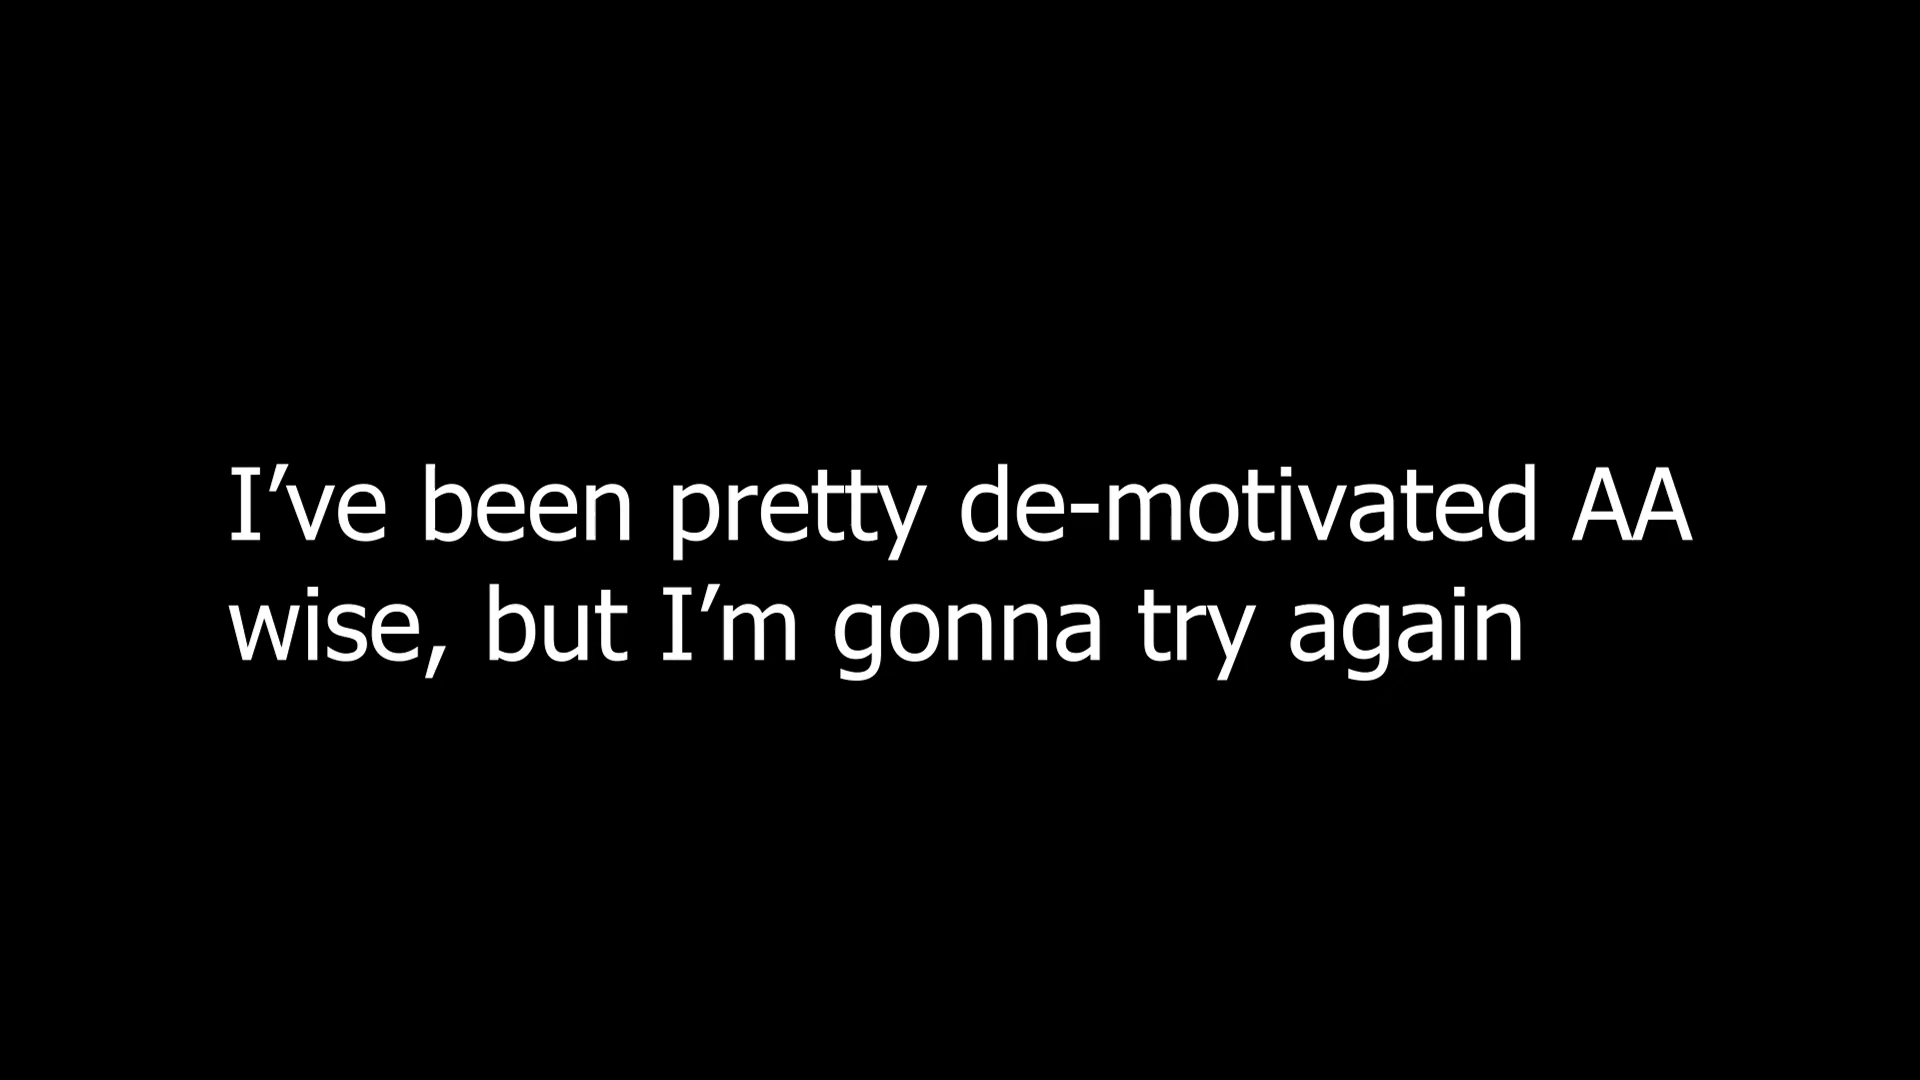 I’ve been pretty de-motivated AA
wise, but I’m gonna try again